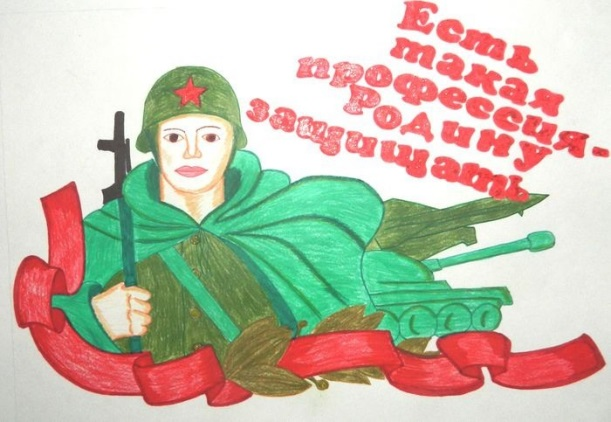 Есть
такая
профессия-
Родину
защищать